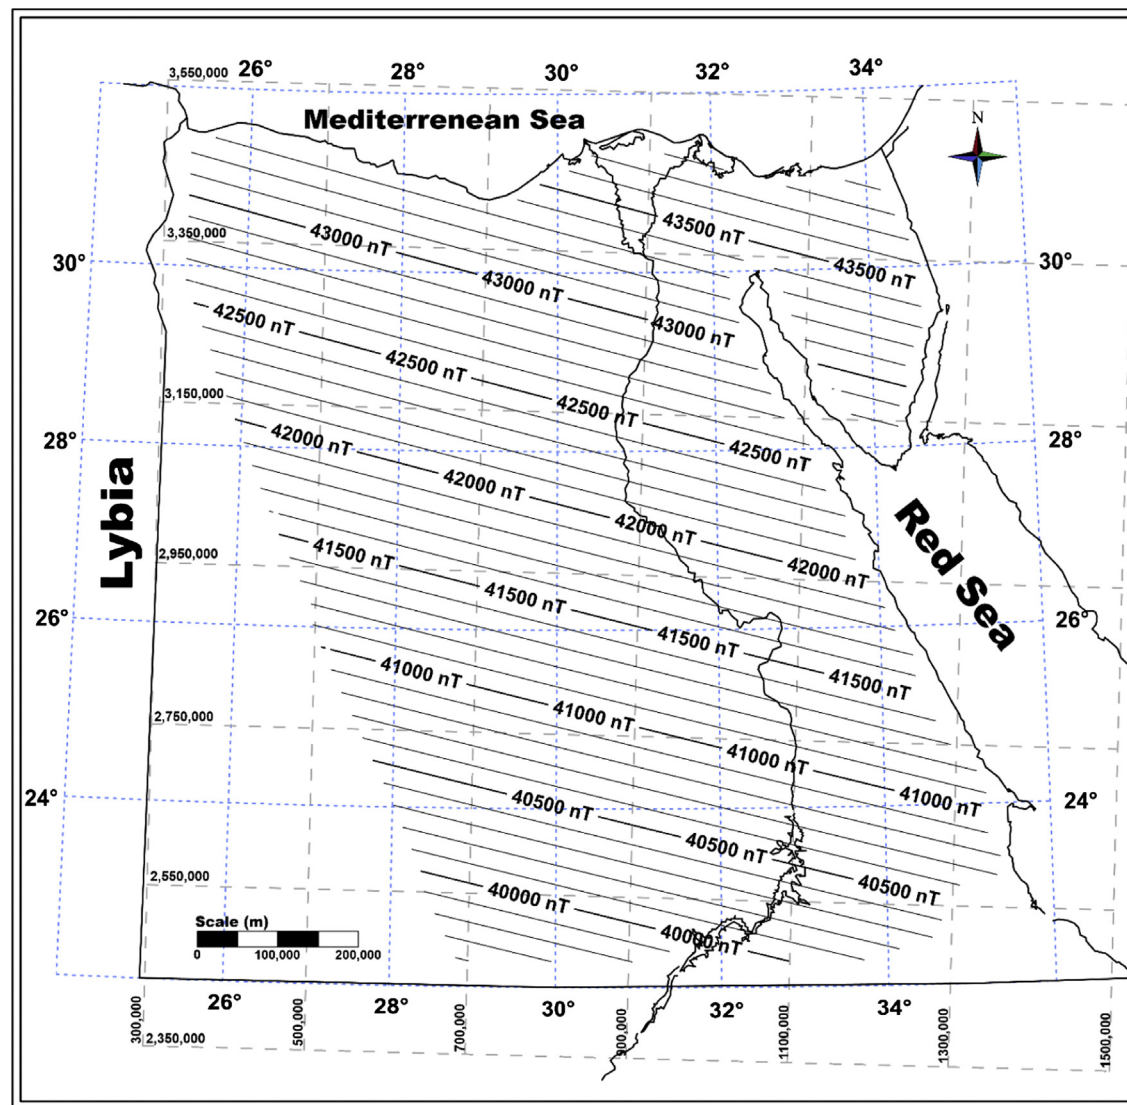 3,550,000
26°
28°
30°
32°
34°
Mediterrenean Sea
N
43500 nT
43000 nT
3,350,000
43500 nT
30°
30°
43000 nT
42500 nT
43000 nT
42500 nT
3,150,000
42500 nT
42000 nT
28°
42500 nT
28°
42000 nT
Lybia
42000 nT
Red Sea
41500 nT
2,950,000
42000 nT
41500 nT
26°
26°
41500 nT
41000 nT
41500 nT
2,750,000
41000 nT
41000 nT
24°
40500 nT
41000 nT
24°
40500 nT
2,550,000
40000 nT
40500 nT
Scale (m)
40000 nT
0
100,000
200,000
26°
28°
30°
32°
34°
300,000
500,000
700,000
900,000
1100,000
1300,000
1500,000
2,350,000